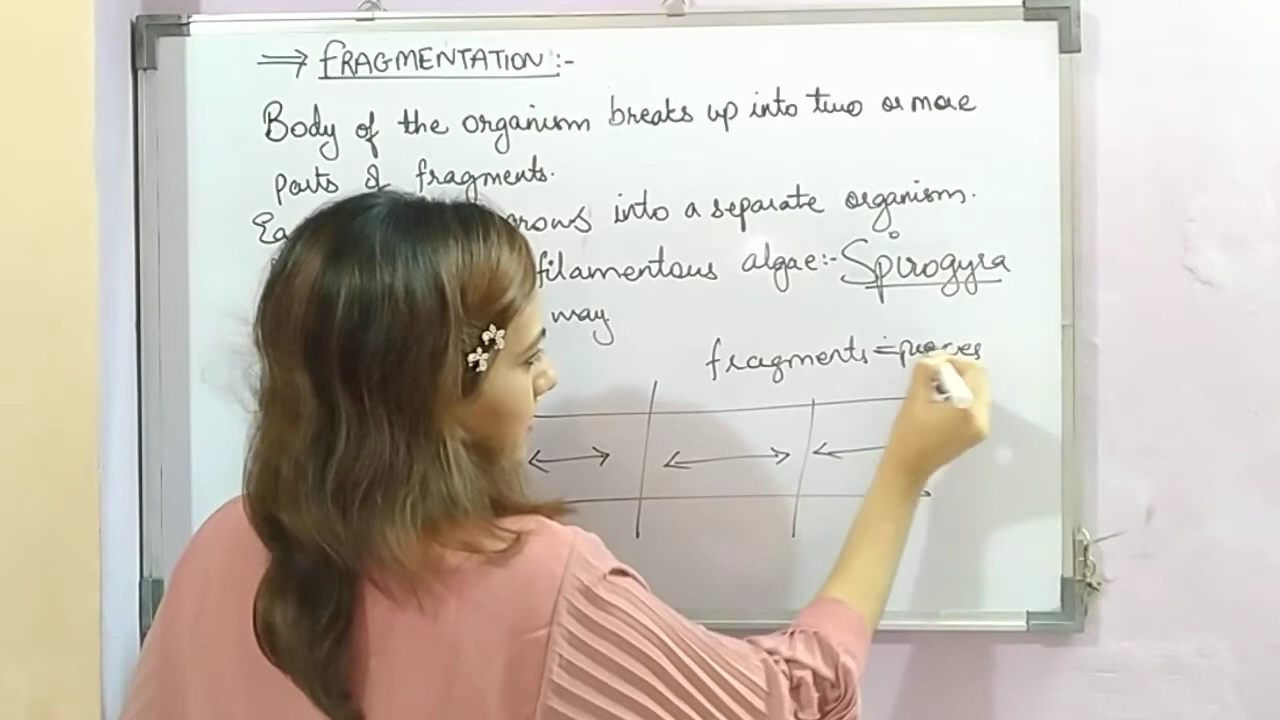 ⇒ FRAGMENTATION :-
Body of the organism breaks up into two or more
parts & fragments.
grows into a separate organism.
filamentous algae:- Spirogyra
way
fragments = pieces